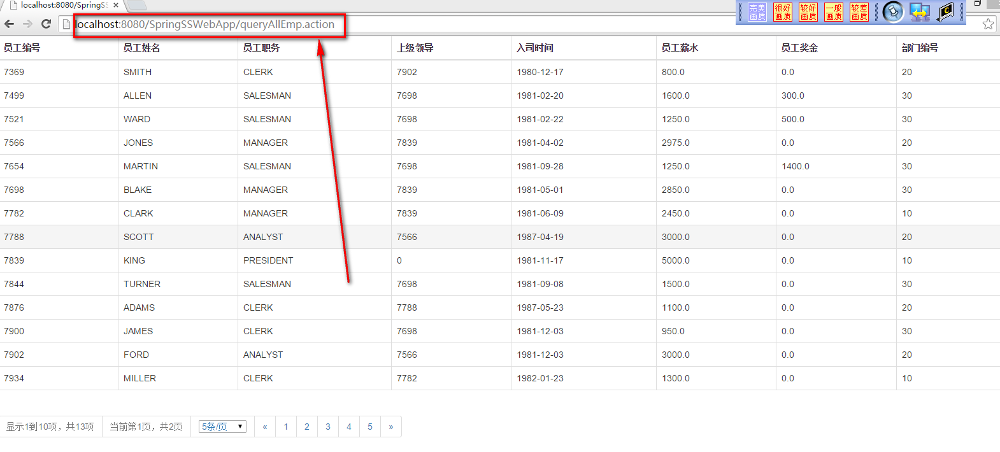 localhost:8080/SpringSS
完美画质 很好画质 较好画质 一般画质 较差画质
localhost:8080/SpringSSWebApp/queryAllEmp.action
员工编号 员工姓名 员工职务 上级领导 入司时间 员工薪水 员工奖金 部门编号
7369 SMITH CLERK 7902 1980-12-17 800.0 0.0 20
7499 ALLEN SALESMAN 7698 1981-02-20 1600.0 300.0 30
7521 WARD SALESMAN 7698 1981-02-22 1250.0 500.0 30
7566 JONES MANAGER 7839 1981-04-02 2975.0 0.0 20
7654 MARTIN SALESMAN 7698 1981-09-28 1250.0 1400.0 30
7698 BLAKE MANAGER 7839 1981-05-01 2850.0 0.0 30
7782 CLARK MANAGER 7839 1981-06-09 2450.0 0.0 10
7788 SCOTT ANALYST 7566 1987-04-19 3000.0 0.0 20
7839 KING PRESIDENT 0 1981-11-17 5000.0 0.0 10
7844 TURNER SALESMAN 7698 1981-09-08 1500.0 0.0 30
7876 ADAMS CLERK 7788 1987-05-23 1100.0 0.0 20
7900 JAMES CLERK 7698 1981-12-03 950.0 0.0 30
7902 FORD ANALYST 7566 1981-12-03 3000.0 0.0 20
7934 MILLER CLERK 7782 1982-01-23 1300.0 0.0 10
显示1到10项，共13项 当前第1页，共2页 5条/页 « 1 2 3 4 5 »